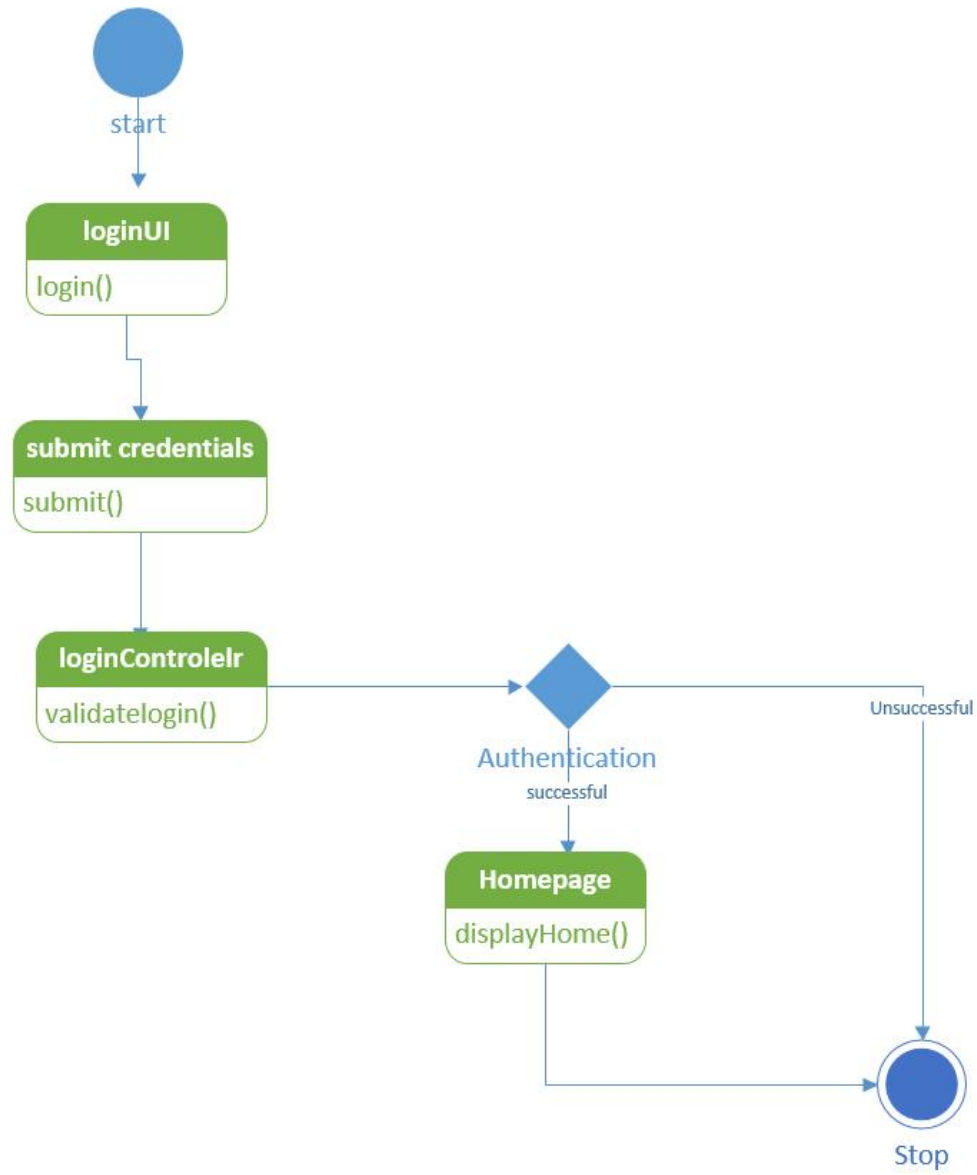 start
loginUI
login()
submit credentials
submit()
loginControlelr
validatelogin()
Unsuccessful
Authentication
successful
Homepage
displayHome()
Stop